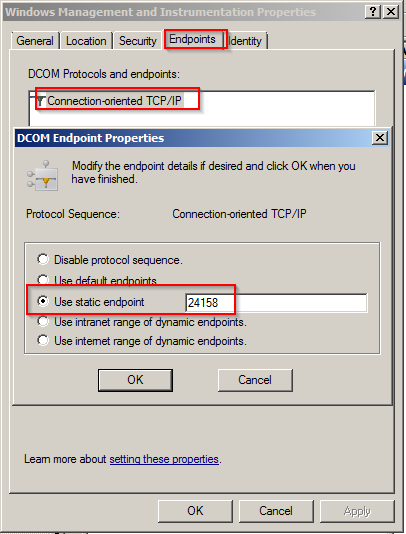 Windows Management and Instrumentation Properties
General Location Security Endpoints Identity
DCOM Protocols and endpoints:
Connection-oriented TCP/IP
DCOM Endpoint Properties
Modify the endpoint details if desired and click OK when you
have finished.
Protocol Sequence: Connection-oriented TCP/IP
Disable protocol sequence.
Use default endpoints.
Use static endpoint 24158
Use intranet range of dynamic endpoints.
Use internet range of dynamic endpoints.
OK Cancel
Learn more about setting these properties.
OK Cancel Apply